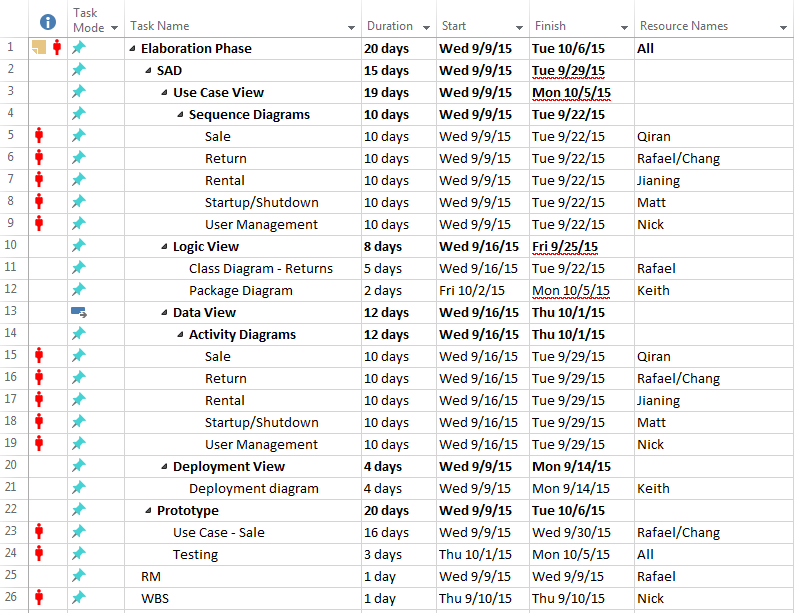 Task Mode Task Name Duration Start Finish Resource Names
1 Elaboration Phase 20 days Wed 9/9/15 Tue 10/6/15 All
2 SAD 15 days Wed 9/9/15 Tue 9/29/15
3 Use Case View 19 days Wed 9/9/15 Mon 10/5/15
4 Sequence Diagrams 10 days Wed 9/9/15 Tue 9/22/15
5 Sale 10 days Wed 9/9/15 Tue 9/22/15 Qiran
6 Return 10 days Wed 9/9/15 Tue 9/22/15 Rafael/Chang
7 Rental 10 days Wed 9/9/15 Tue 9/22/15 Jianing
8 Startup/Shutdown 10 days Wed 9/9/15 Tue 9/22/15 Matt
9 User Management 10 days Wed 9/9/15 Tue 9/22/15 Nick
10 Logic View 8 days Wed 9/16/15 Fri 9/25/15
11 Class Diagram - Returns 5 days Wed 9/16/15 Tue 9/22/15 Rafael
12 Package Diagram 2 days Fri 10/2/15 Mon 10/5/15 Keith
13 Data View 12 days Wed 9/16/15 Thu 10/1/15
14 Activity Diagrams 12 days Wed 9/16/15 Thu 10/1/15
15 Sale 10 days Wed 9/16/15 Tue 9/29/15 Qiran
16 Return 10 days Wed 9/16/15 Tue 9/29/15 Rafael/Chang
17 Rental 10 days Wed 9/16/15 Tue 9/29/15 Jianing
18 Startup/Shutdown 10 days Wed 9/16/15 Tue 9/29/15 Matt
19 User Management 10 days Wed 9/16/15 Tue 9/29/15 Nick
20 Deployment View 4 days Wed 9/9/15 Mon 9/14/15
21 Deployment diagram 4 days Wed 9/9/15 Mon 9/14/15 Keith
22 Prototype 20 days Wed 9/9/15 Tue 10/6/15
23 Use Case - Sale 16 days Wed 9/9/15 Wed 9/30/15 Rafael/Chang
24 Testing 3 days Thu 10/1/15 Mon 10/5/15 All
25 RM 1 day Wed 9/9/15 Wed 9/9/15 Rafael
26 WBS 1 day Thu 9/10/15 Thu 9/10/15 Nick